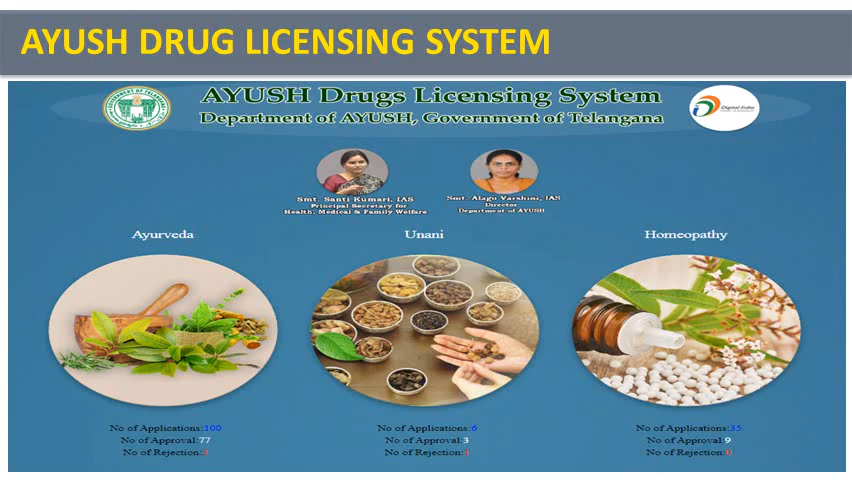 AYUSH DRUG LICENSING SYSTEM
AYUSH Drugs Licensing System
Department of AYUSH, Government of Telangana
Digital India
Smt. Santi Kumari, IAS
Principal Secretary for
Health, Medical & Family Welfare
Smt. Alagu Varshini, IAS
Director
Department of AYUSH
Ayurveda
Unani
Homeopathy
No of Applications:100
No of Approval:77
No of Rejection:
No of Applications:6
No of Approval:3
No of Rejection:
No of Applications:35
No of Approval:9
No of Rejection:0